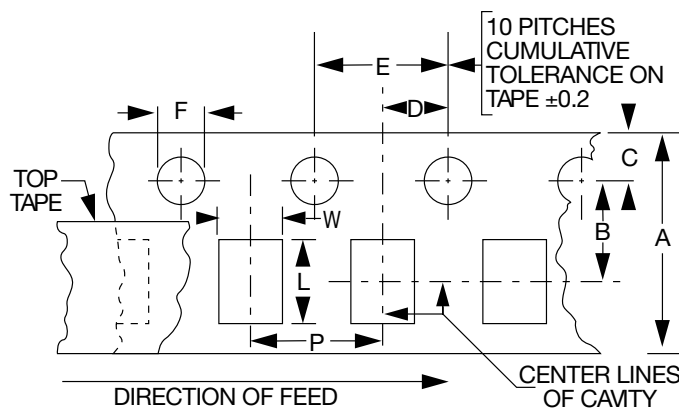 10 PITCHES
CUMULATIVE
TOLERANCE ON
TAPE ±0.2
E
F
D
C
TOP
TAPE
W
B
A
L
P
CENTER LINES
OF CAVITY
DIRECTION OF FEED